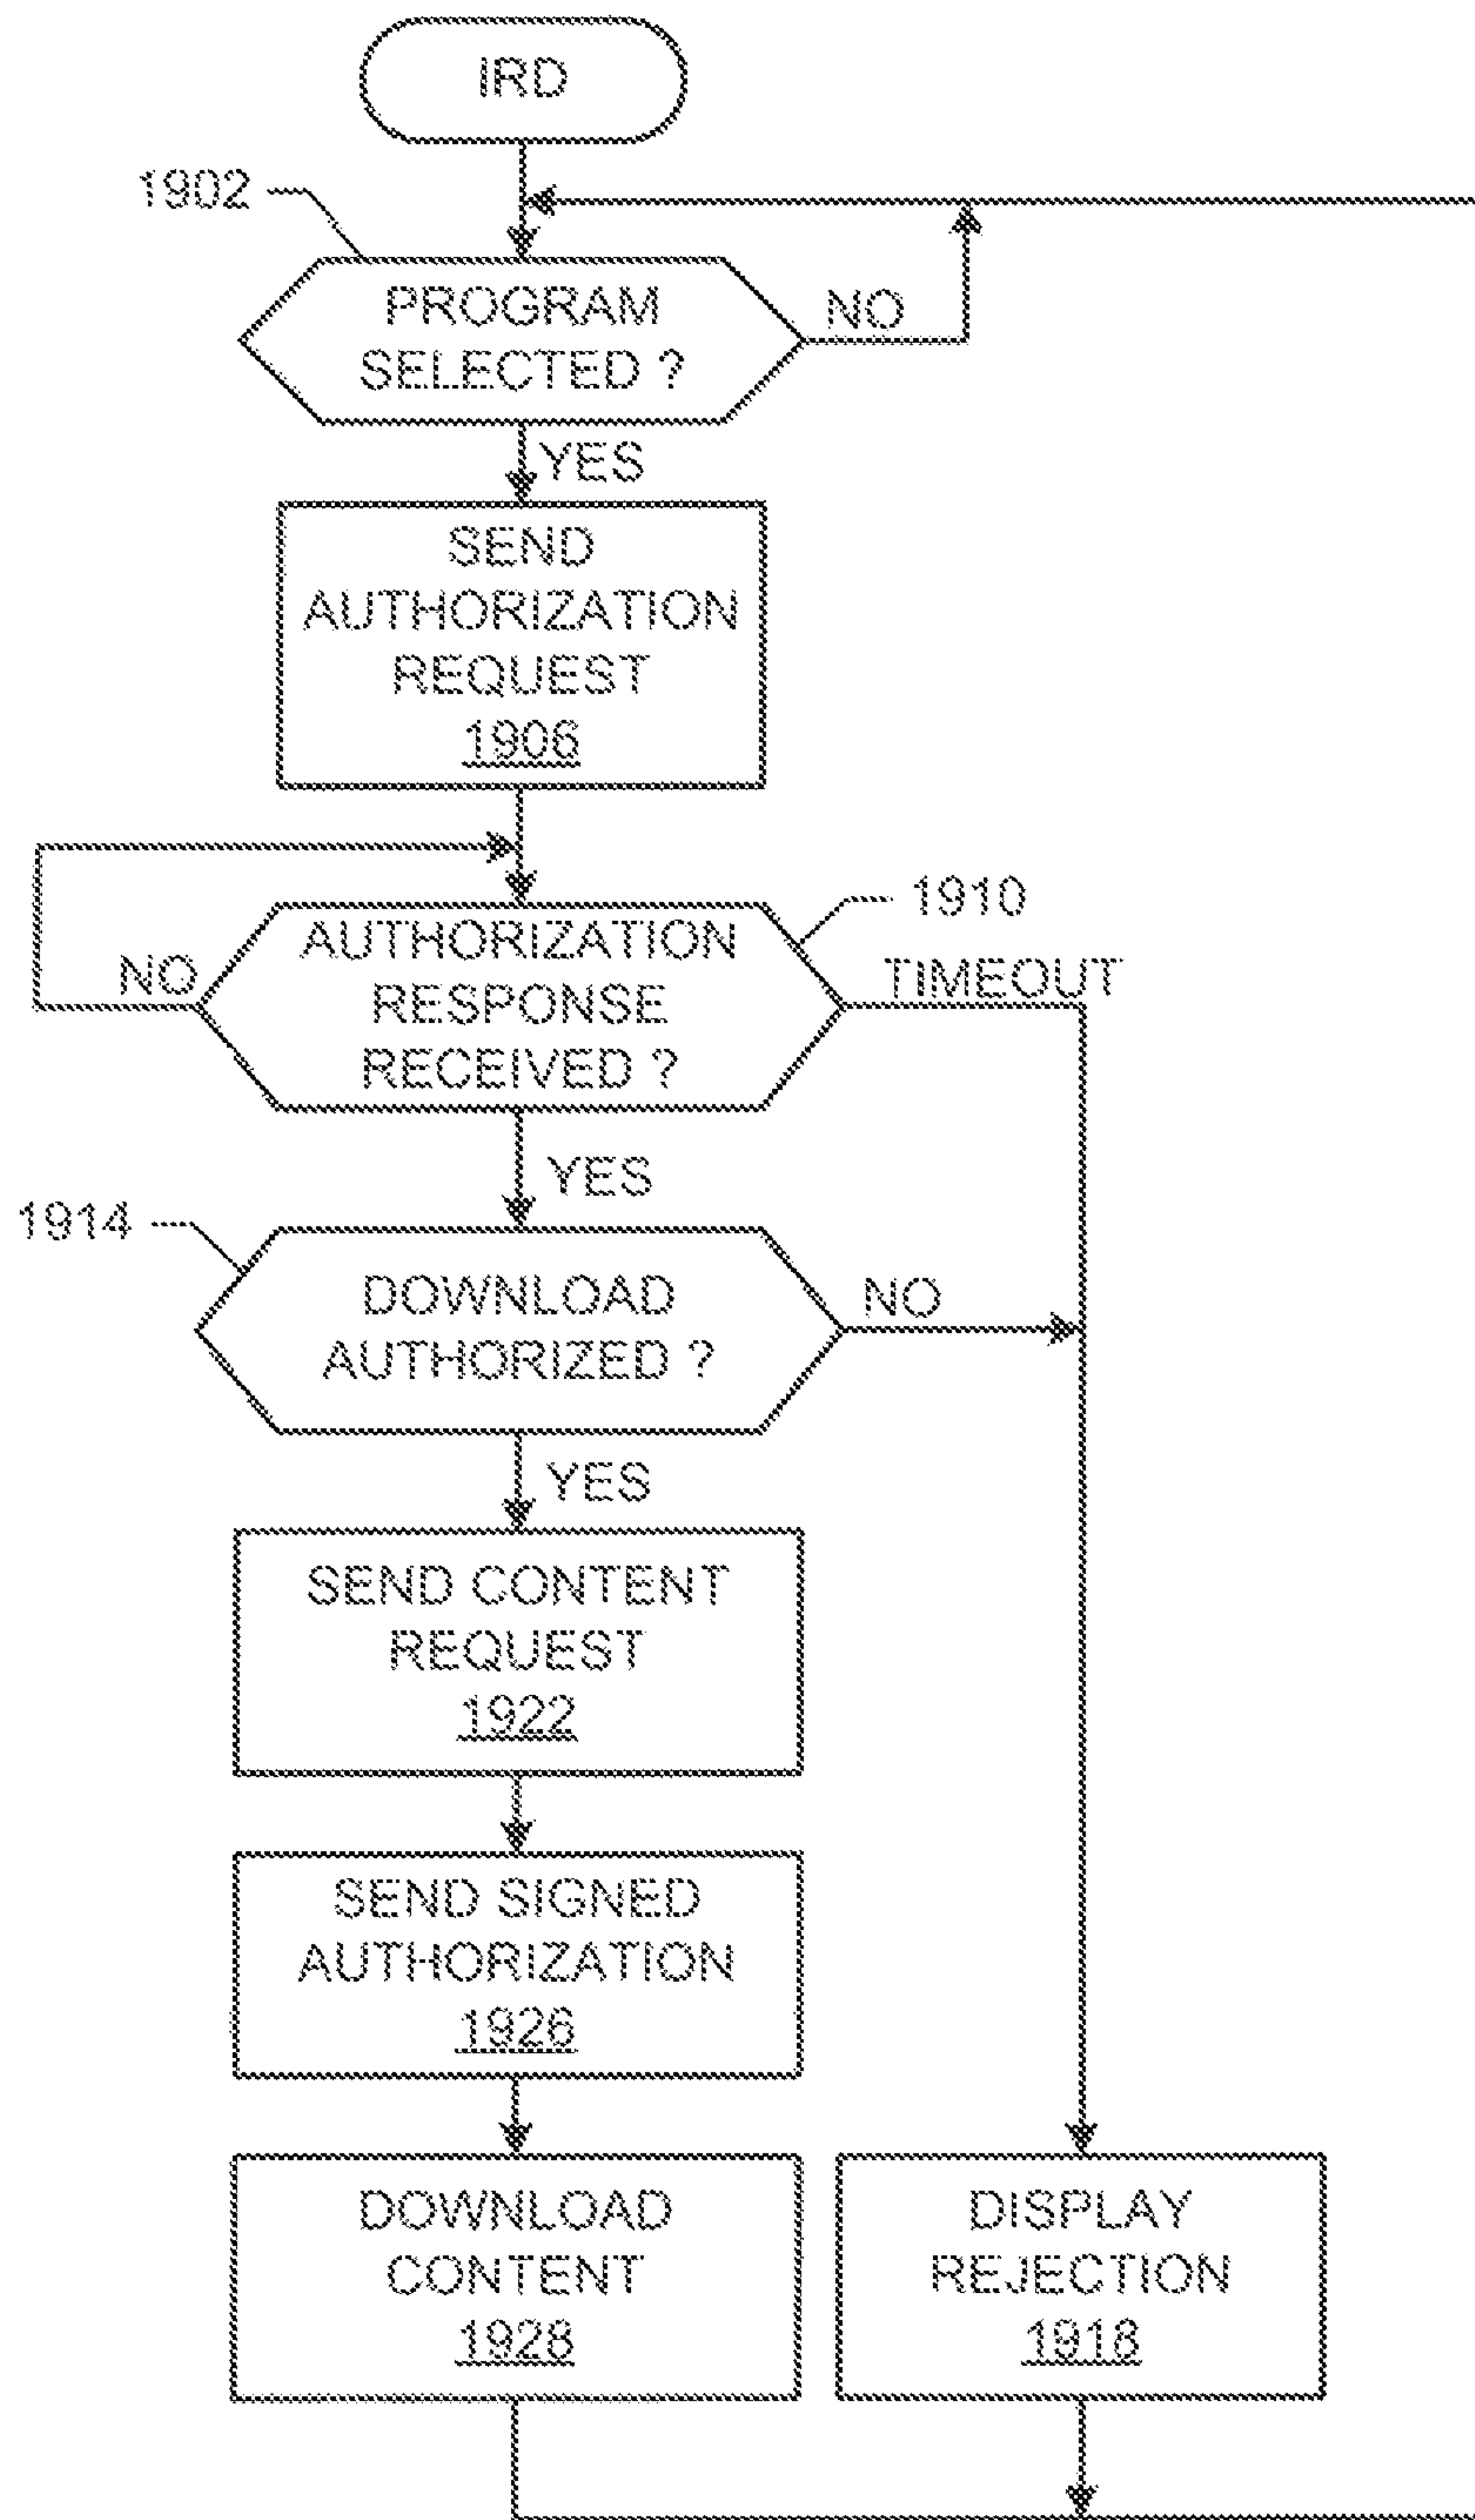 IRD
1902
PROGRAM
SELECTED ?
NO
YES
SEND
AUTHORIZATION
REQUEST
1906
1910
AUTHORIZATION
RESPONSE
RECEIVED ?
NO
TIMEOUT
YES
1914
DOWNLOAD
AUTHORIZED ?
NO
YES
SEND CONTENT
REQUEST
1922
SEND SIGNED
AUTHORIZATION
1926
DOWNLOAD
CONTENT
1928
DISPLAY
REJECTION
1918